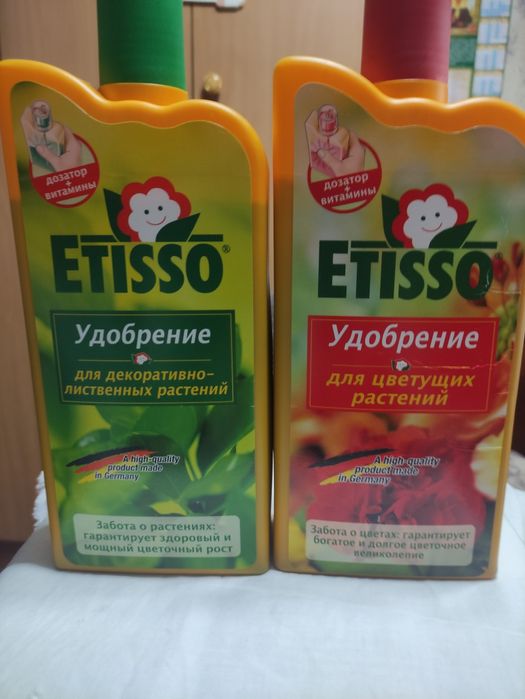 дозатор
+
витамины
ETISSO®
Удобрение
для декоративно-
лиственных растений
A high-quality
product made
in Germany
Забота о растениях:
гарантирует здоровый и
мощный цветочный рост
дозатор
+
витамины
ETISSO
Удобрение
для цветущих
растений
A high-quality
product made
in Germany
Забота о цветах: гарантирует
богатое и долгое цветочное
великолепие